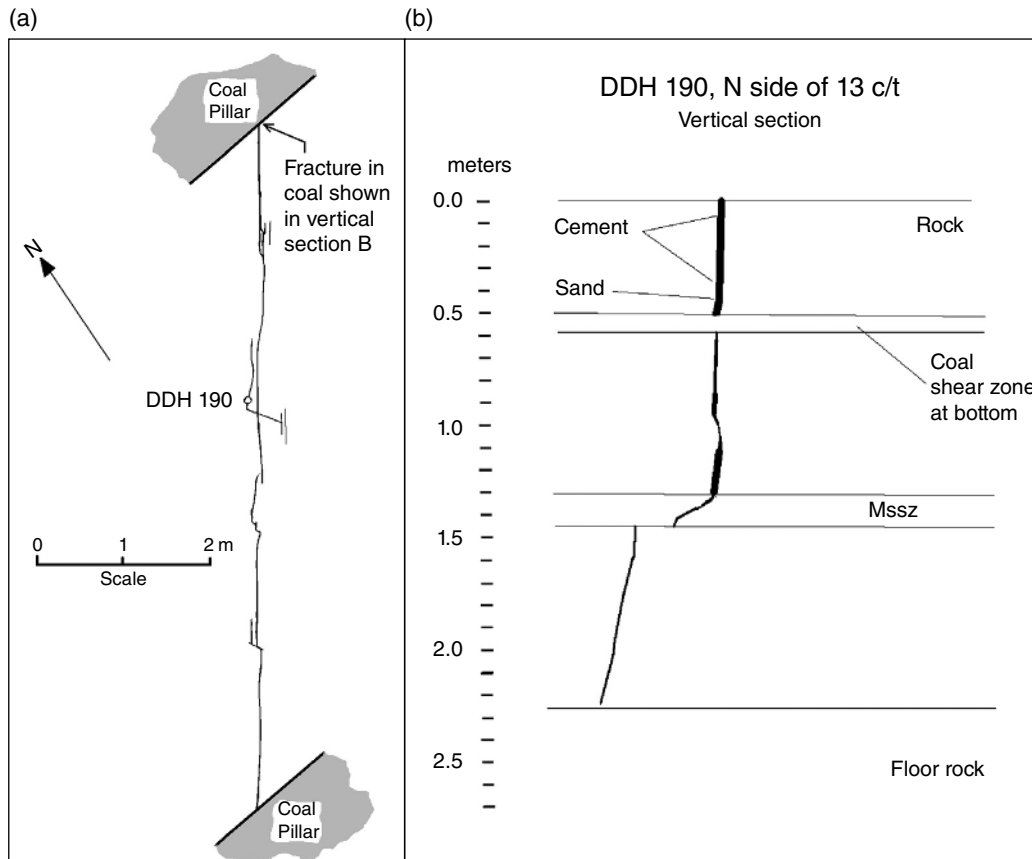 (a)
Coal
Pillar
Fracture in
coal shown
in vertical
section B
N
DDH 190
0 1 2 m
Scale
Coal
Pillar
(b)
DDH 190, N side of 13 c/t
Vertical section
meters
0.0
Rock
Cement
Sand
0.5
Coal
shear zone
at bottom
1.0
Mssz
1.5
2.0
2.5
Floor rock